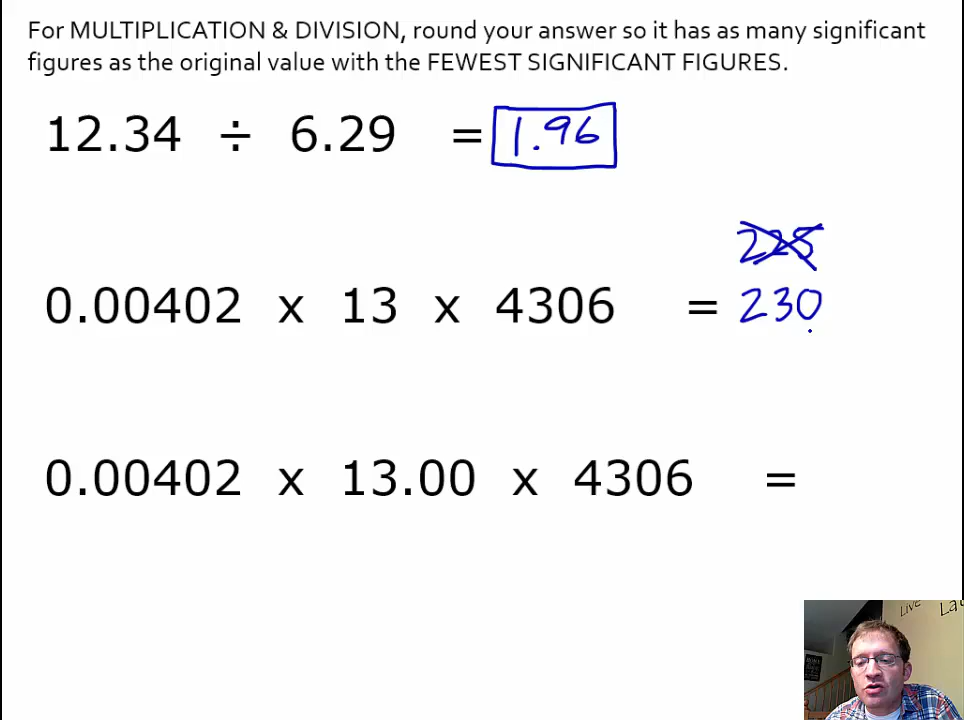 For MULTIPLICATION & DIVISION, round your answer so it has as many significant
figures as the original value with the FEWEST SIGNIFICANT FIGURES.
12.34 ÷ 6.29 = 1.96
225
0.00402 x 13 x 4306 = 230
0.00402 x 13.00 x 4306 =
Live